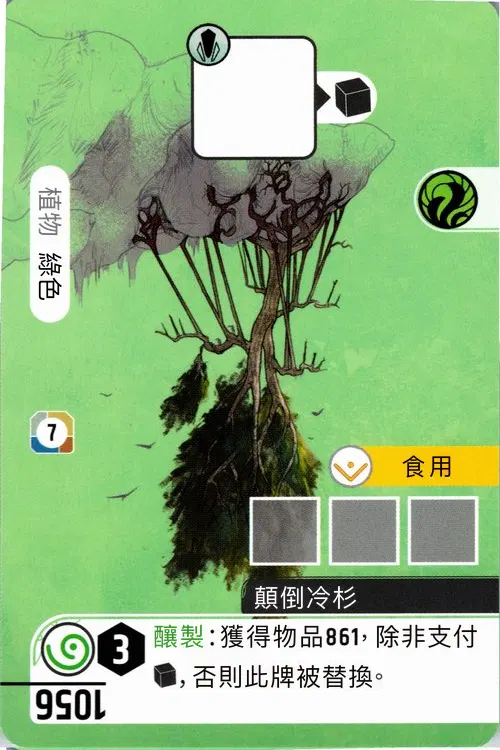 植物 綠色
7
食用
顛倒冷杉
3
釀製：獲得物品861，除非支付
，否則此牌被替換。
1056